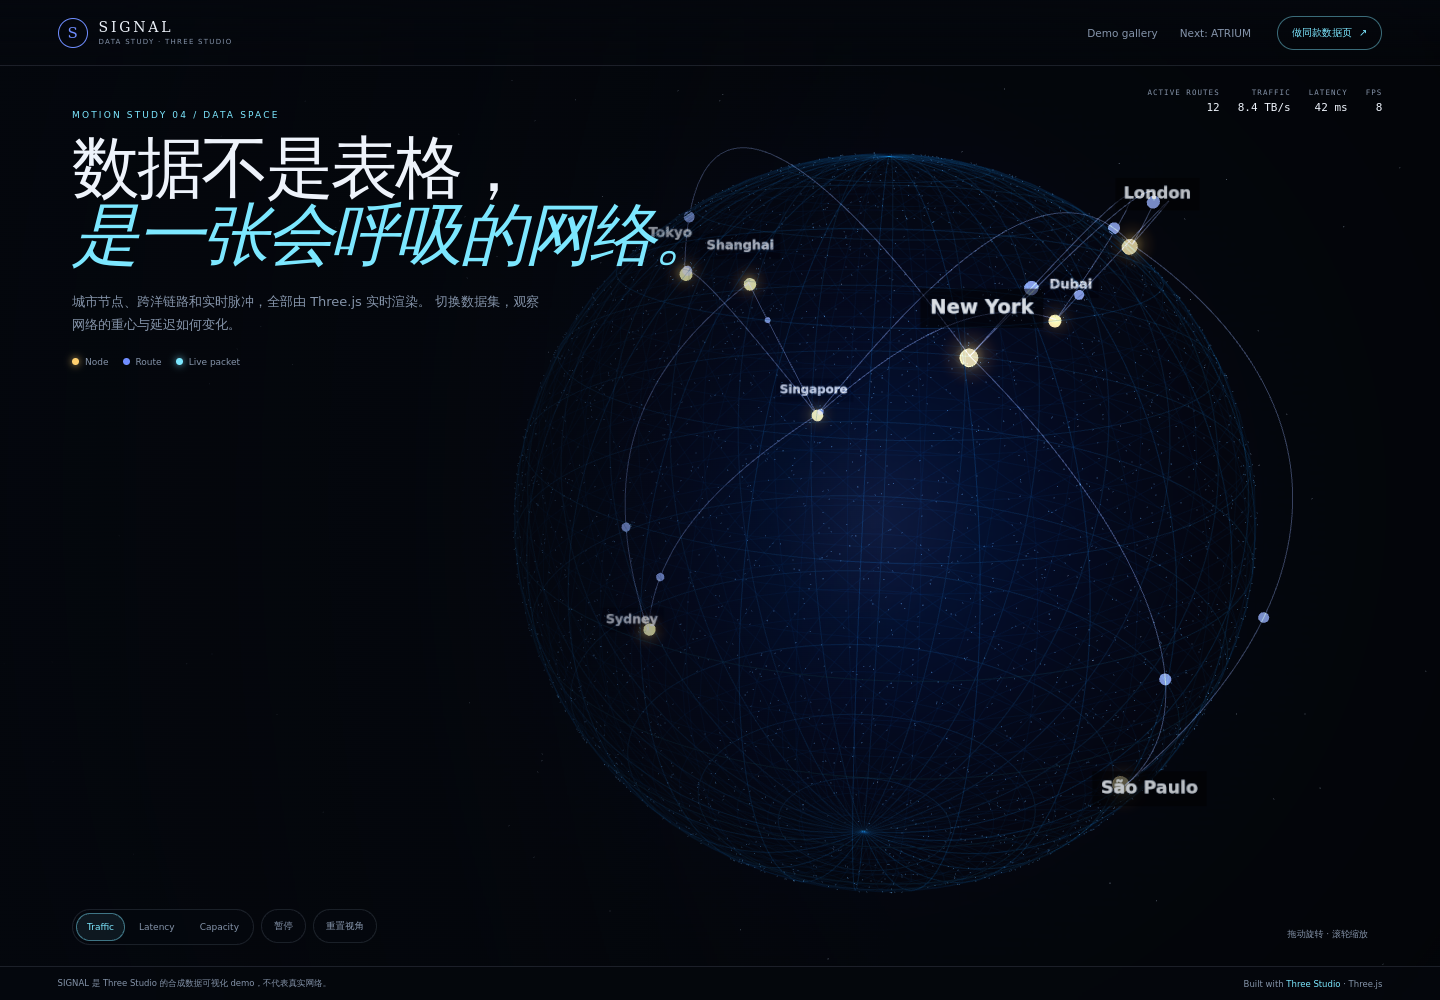 S
SIGNAL
DATA STUDY · THREE STUDIO
Demo gallery
Next: ATRIUM
做同款数据页 ↗
ACTIVE ROUTES
12
TRAFFIC
8.4 TB/s
LATENCY
42 ms
FPS
8
MOTION STUDY 04 / DATA SPACE
数据不是表格，
是一张会呼吸的网络。
城市节点、跨洋链路和实时脉冲，全部由 Three.js 实时渲染。 切换数据集，观察
网络的重心与延迟如何变化。
Node
Route
Live packet
London
Tokyo
Shanghai
Dubai
New York
Singapore
Sydney
São Paulo
Traffic
Latency
Capacity
暂停
重置视角
拖动旋转 · 滚轮缩放
SIGNAL 是 Three Studio 的合成数据可视化 demo，不代表真实网络。
Built with Three Studio · Three.js